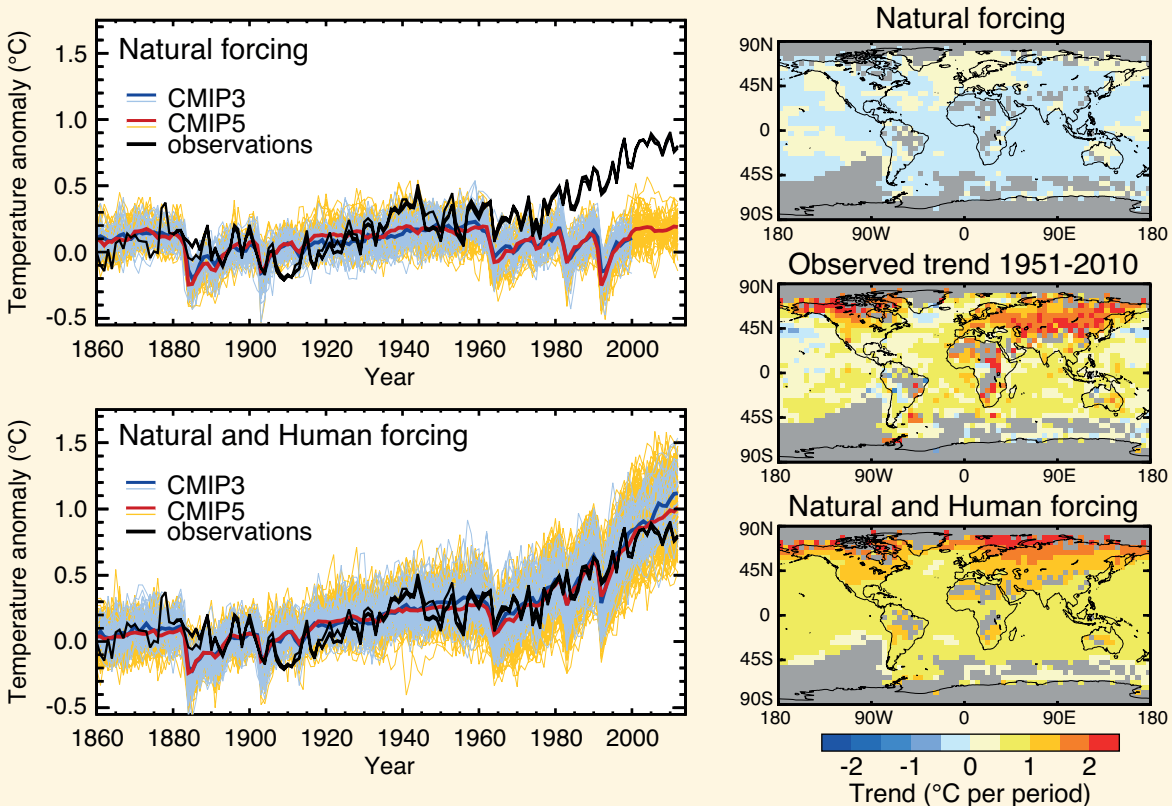 Natural forcing
Temperature anomaly (°C)
1.5
1.0
0.5
0.0
-0.5
CMIP3
CMIP5
observations
1860 1880 1900 1920 1940 1960 1980 2000
Year
Natural and Human forcing
Temperature anomaly (°C)
1.5
1.0
0.5
0.0
-0.5
CMIP3
CMIP5
observations
1860 1880 1900 1920 1940 1960 1980 2000
Year
Natural forcing
90N
45N
0
45S
90S
180 90W 0 90E 180
Observed trend 1951-2010
90N
45N
0
45S
90S
180 90W 0 90E 180
Natural and Human forcing
90N
45N
0
45S
90S
180 90W 0 90E 180
-2 -1 0 1 2
Trend (°C per period)